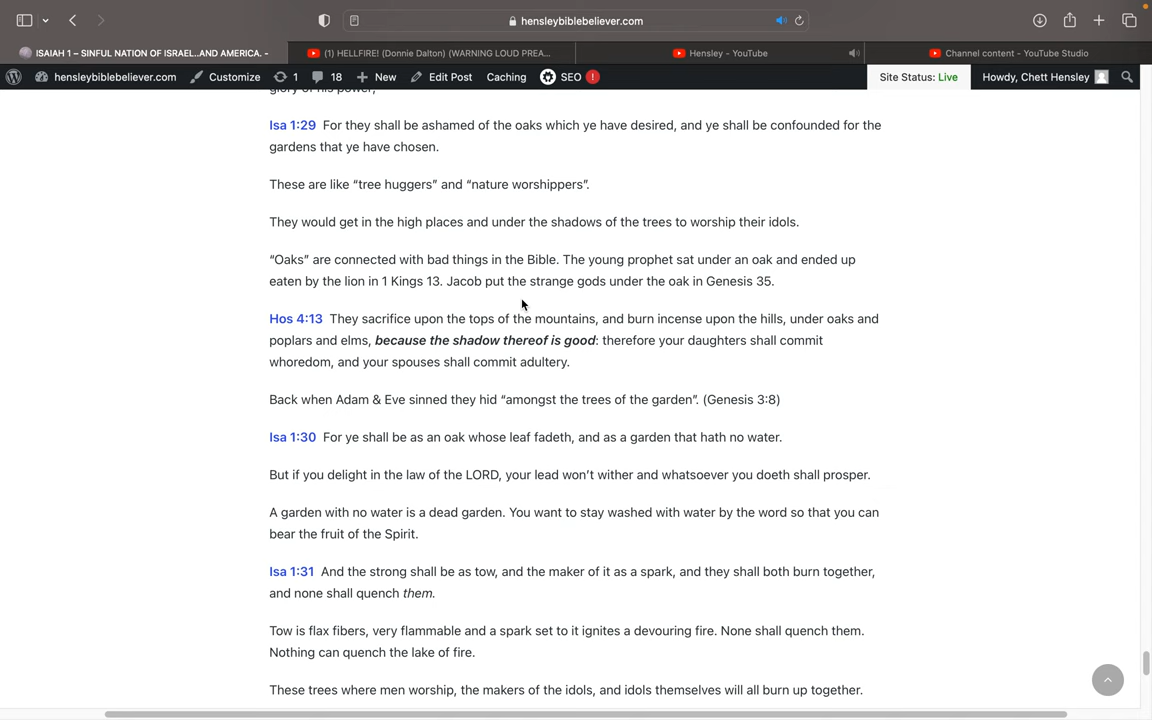 hensleybiblebeliever.com
ISAIAH 1 – SINFUL NATION OF ISRAEL..AND AMERICA. -
(1) HELLFIRE! (Donnie Dalton) (WARNING LOUD PREA...
Hensley - YouTube
Channel content - YouTube Studio
hensleybiblebeliever.com Customize 1 18 New Edit Post Caching SEO ! Site Status: Live Howdy, Chett Hensley
glory of his power;
Isa 1:29 For they shall be ashamed of the oaks which ye have desired, and ye shall be confounded for the
gardens that ye have chosen.
These are like “tree huggers” and “nature worshippers”.
They would get in the high places and under the shadows of the trees to worship their idols.
“Oaks” are connected with bad things in the Bible. The young prophet sat under an oak and ended up
eaten by the lion in 1 Kings 13. Jacob put the strange gods under the oak in Genesis 35.
Hos 4:13 They sacrifice upon the tops of the mountains, and burn incense upon the hills, under oaks and
poplars and elms, because the shadow thereof is good: therefore your daughters shall commit
whoredom, and your spouses shall commit adultery.
Back when Adam & Eve sinned they hid “amongst the trees of the garden”. (Genesis 3:8)
Isa 1:30 For ye shall be as an oak whose leaf fadeth, and as a garden that hath no water.
But if you delight in the law of the LORD, your lead won’t wither and whatsoever you doeth shall prosper.
A garden with no water is a dead garden. You want to stay washed with water by the word so that you can
bear the fruit of the Spirit.
Isa 1:31 And the strong shall be as tow, and the maker of it as a spark, and they shall both burn together,
and none shall quench them.
Tow is flax fibers, very flammable and a spark set to it ignites a devouring fire. None shall quench them.
Nothing can quench the lake of fire.
These trees where men worship, the makers of the idols, and idols themselves will all burn up together.